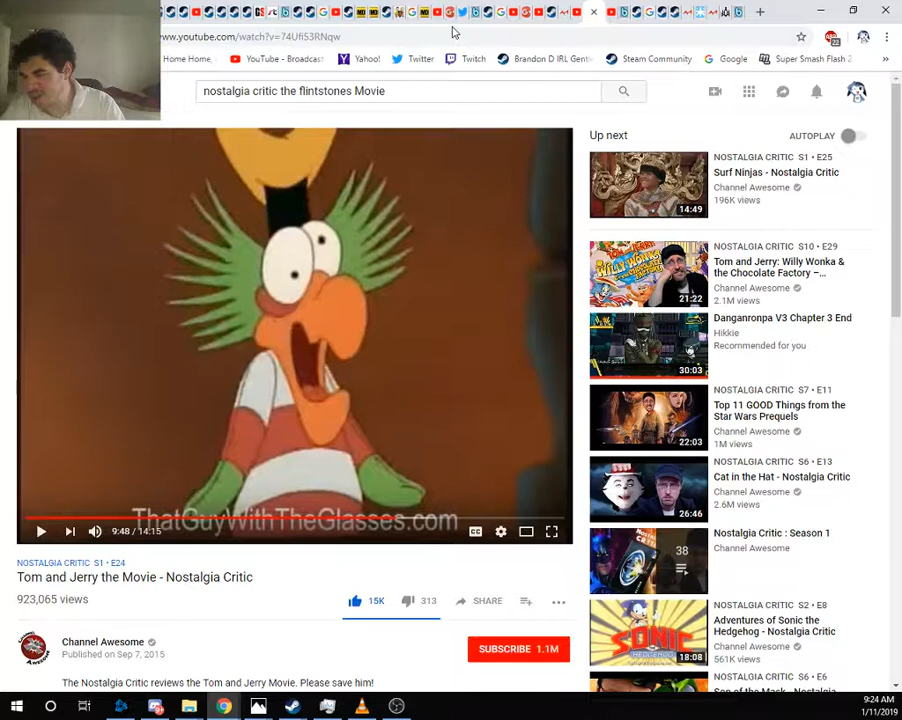 www.youtube.com/watch?v=74Ufi53RNqw
22
Home Home.
YouTube - Broadcast
Yahoo!
Twitter
Twitch
Brandon D IRL Gent
Steam Community
Google
Super Smash Flash 2
nostalgia critic the flintstones Movie
ThatGuyWithTheGlasses.com
9:48 / 14:15
NOSTALGIA CRITIC S1 • E24
Tom and Jerry the Movie - Nostalgia Critic
923,065 views
15K
313
SHARE
Channel Awesome
Published on Sep 7, 2015
SUBSCRIBE 1.1M
The Nostalgia Critic reviews the Tom and Jerry Movie. Please save him!
Up next
AUTOPLAY
NOSTALGIA CRITIC S1 • E25
Surf Ninjas - Nostalgia Critic
Channel Awesome
196K views
14:49
NOSTALGIA CRITIC S10 • E29
Tom and Jerry: Willy Wonka &
the Chocolate Factory –...
Channel Awesome
2.1M views
21:22
Danganronpa V3 Chapter 3 End
Hikkie
Recommended for you
30:03
NOSTALGIA CRITIC S7 • E11
Top 11 GOOD Things from the
Star Wars Prequels
Channel Awesome
1M views
22:03
NOSTALGIA CRITIC S6 • E13
Cat in the Hat - Nostalgia Critic
Channel Awesome
2.6M views
26:46
Nostalgia Critic : Season 1
Channel Awesome
38
NOSTALGIA CRITIC S2 • E8
Adventures of Sonic the
Hedgehog - Nostalgia Critic
Channel Awesome
561K views
SONIC
18:08
NOSTALGIA CRITIC S6 • E6
Son of the Mask - Nostalgia Critic
9:24 AM
1/11/2019